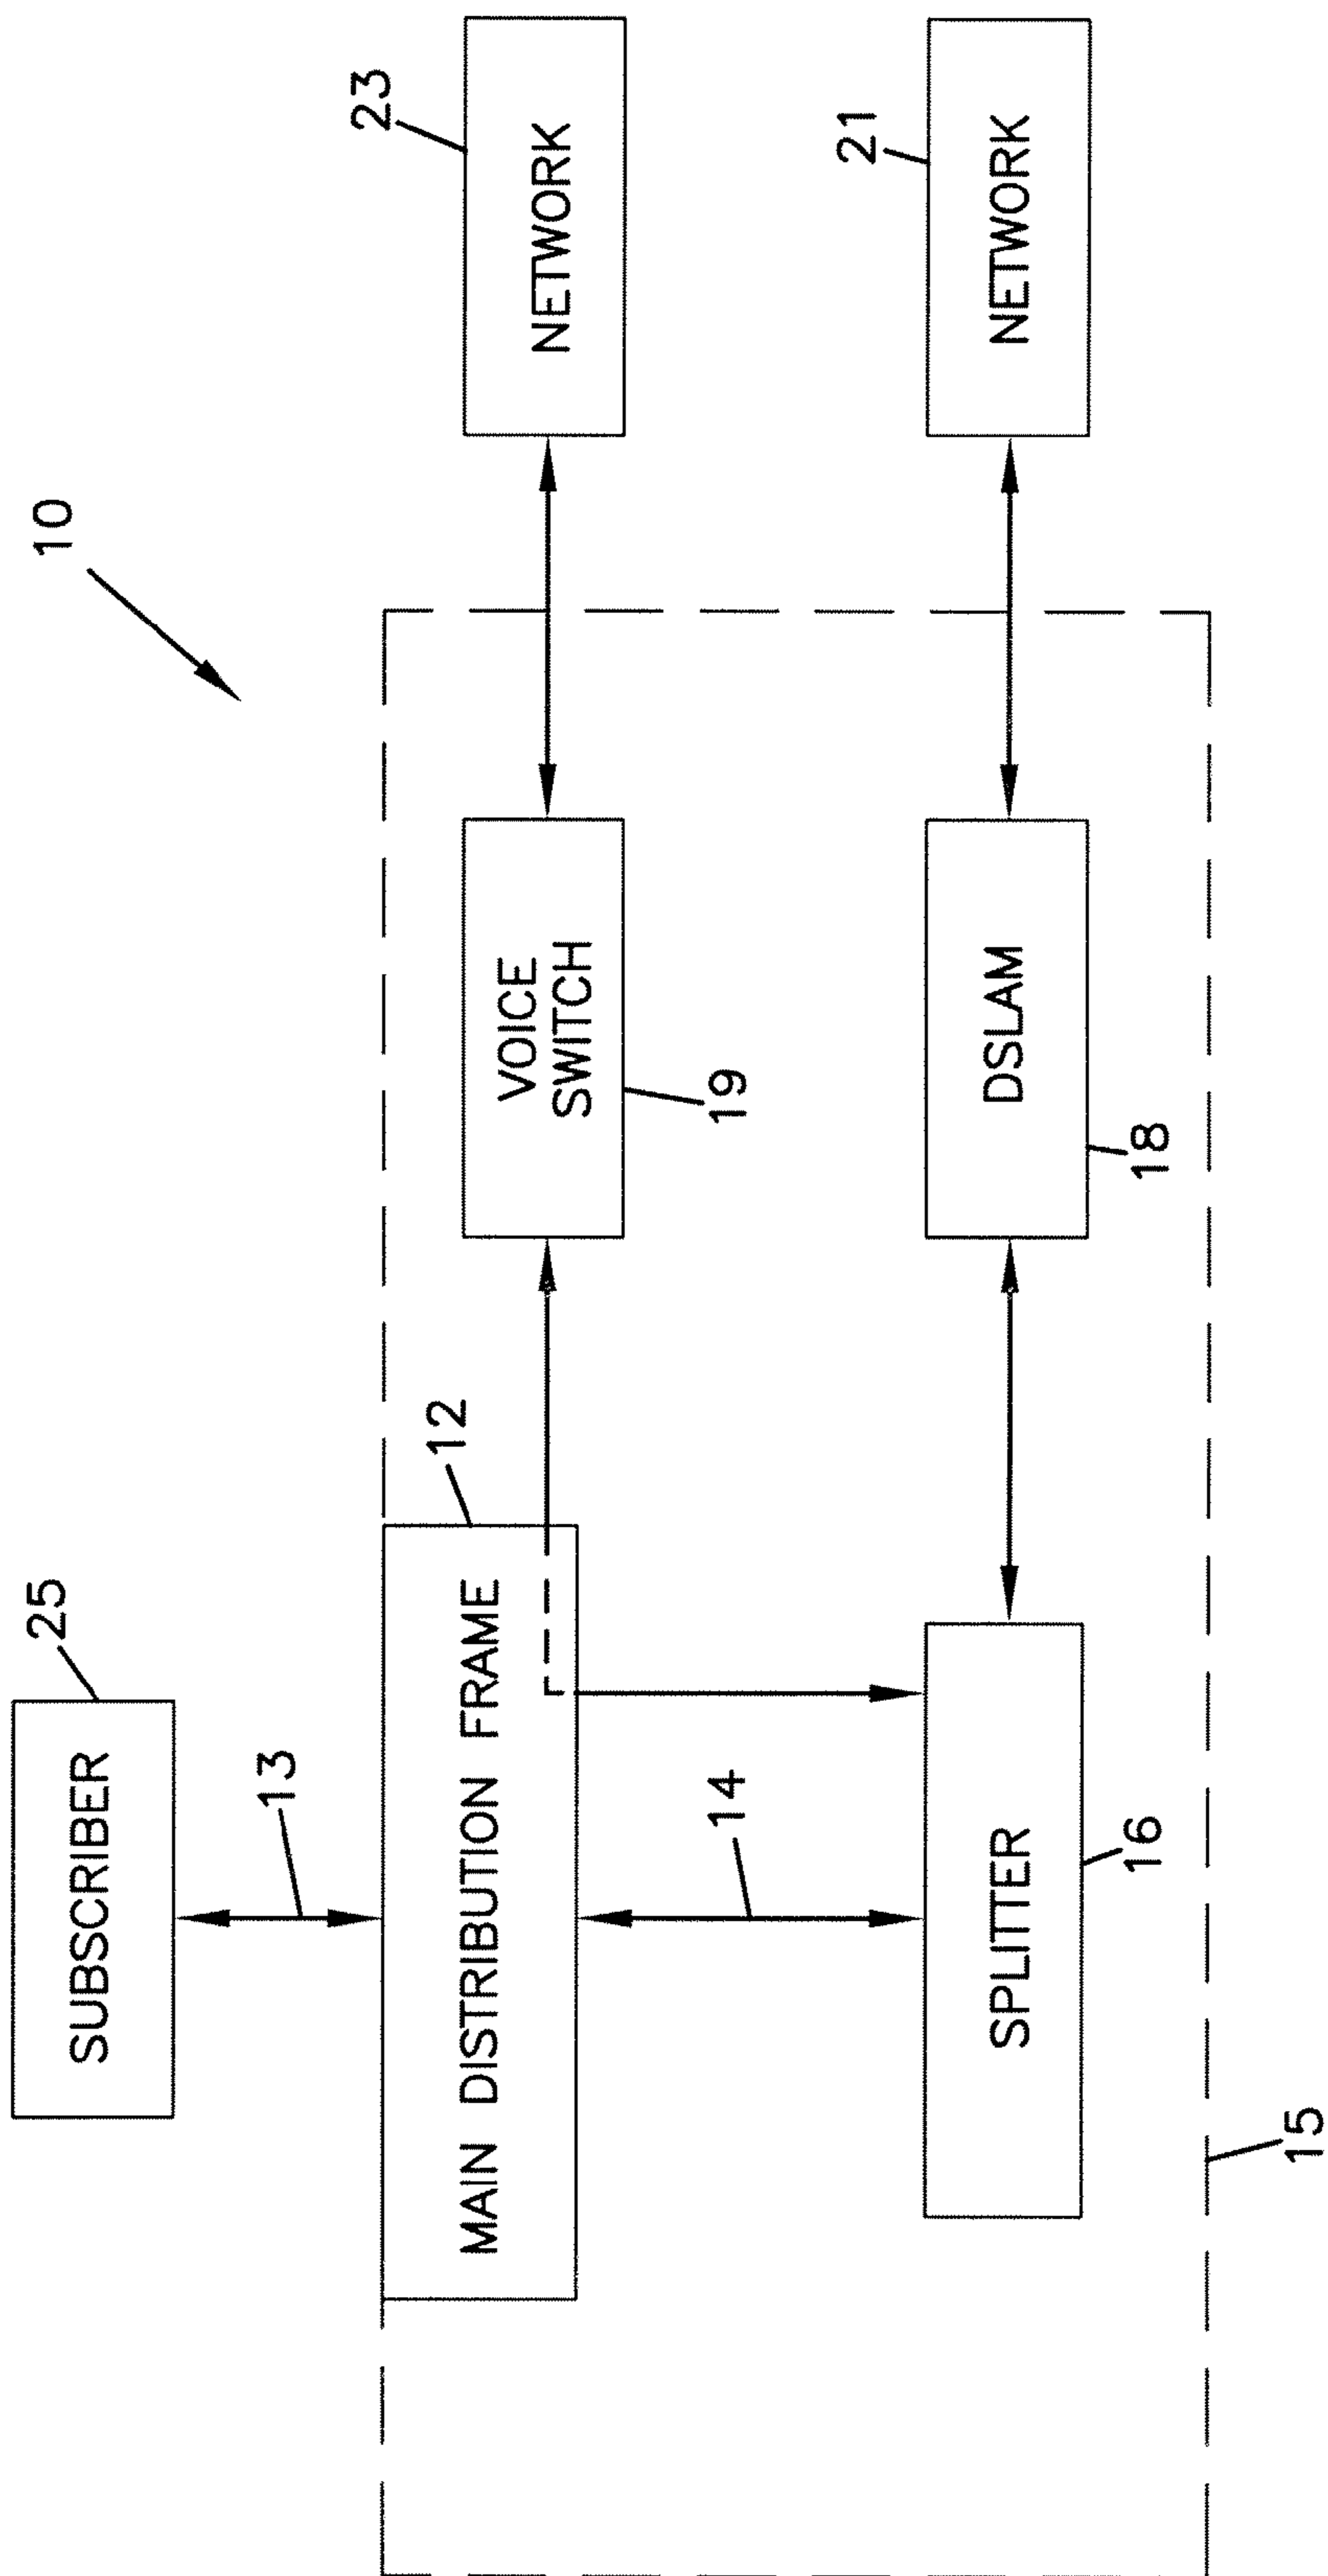 10
SUBSCRIBER
25
13
MAIN DISTRIBUTION FRAME
12
VOICE
SWITCH
19
NETWORK
23
14
SPLITTER
16
DSLAM
18
NETWORK
21
15